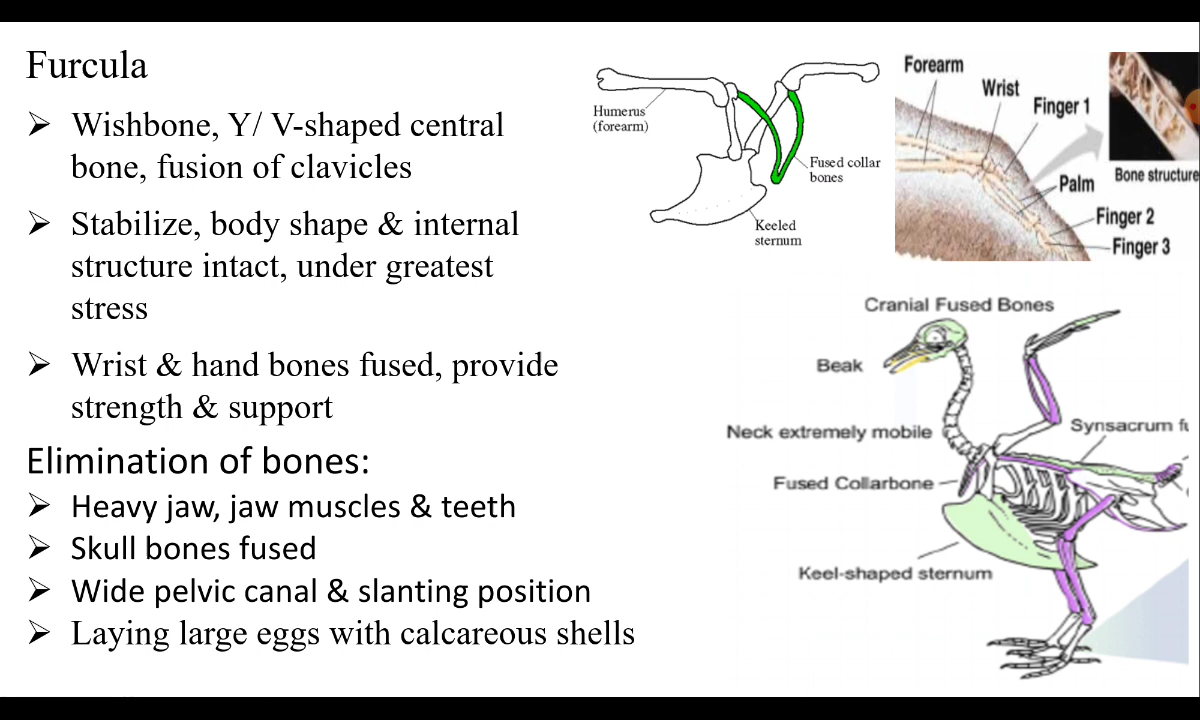 Furcula
➢ Wishbone, Y/ V-shaped central
bone, fusion of clavicles
➢ Stabilize, body shape & internal
structure intact, under greatest
stress
➢ Wrist & hand bones fused, provide
strength & support
Elimination of bones:
➢ Heavy jaw, jaw muscles & teeth
➢ Skull bones fused
➢ Wide pelvic canal & slanting position
➢ Laying large eggs with calcareous shells
Humerus
(forearm)
Fused collar
bones
Keeled
sternum
Forearm
Wrist
Finger 1
Palm
Bone structure
Finger 2
Finger 3
Cranial Fused Bones
Beak
Neck extremely mobile
Synsacrum fu
Fused Collarbone
Keel-shaped sternum